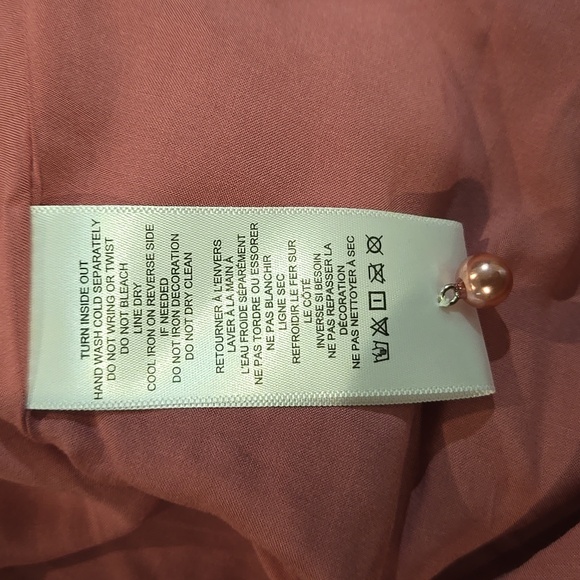 TURN INSIDE OUT
HAND WASH COLD SEPARATELY
DO NOT WRING OR TWIST
DO NOT BLEACH
LINE DRY
COOL IRON ON REVERSE SIDE
IF NEEDED
DO NOT IRON DECORATION
DO NOT DRY CLEAN
RETOURNER À L'ENVERS
LAVER À LA MAIN À
L'EAU FROIDE SÉPARÉMENT
NE PAS TORDRE OU ESSORER
NE PAS BLANCHIR
LIGNE SEC
REFROIDIR LE FER SUR
LE CÔTÉ
INVERSE SI BESOIN
NE PAS REPASSER LA
DÉCORATION
NE PAS NETTOYER À SEC